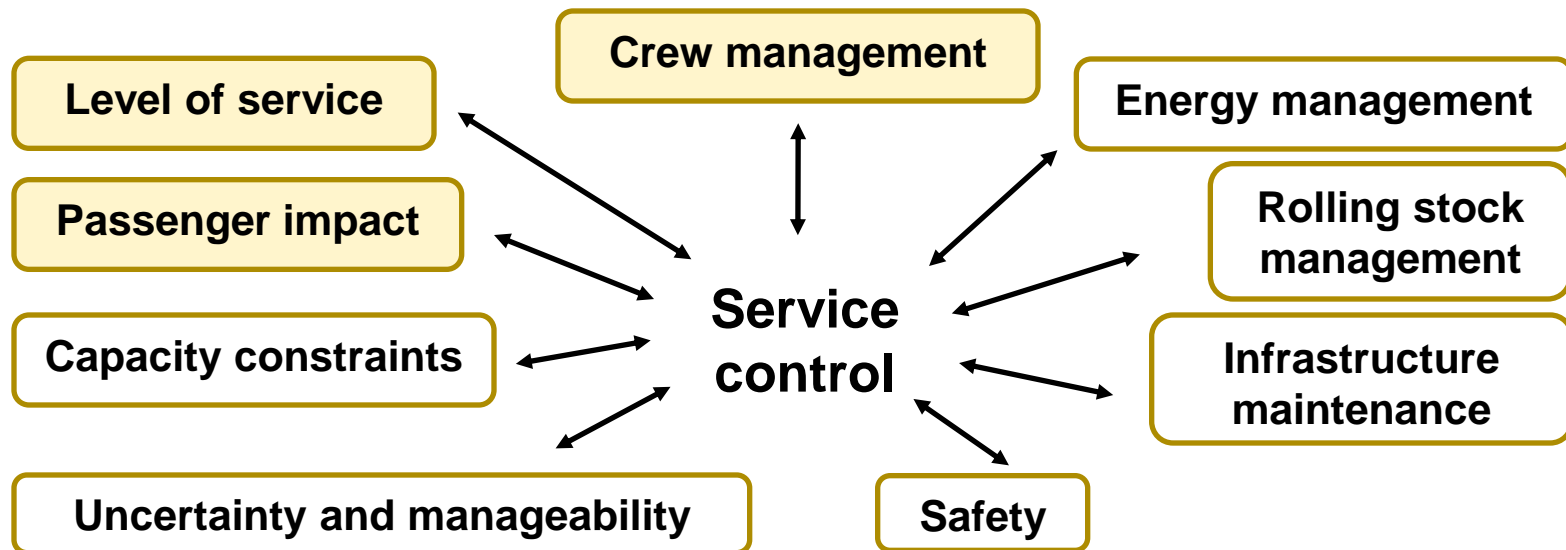 Crew management
Level of service
Energy management
Passenger impact
Rolling stock
management
Service
control
Capacity constraints
Infrastructure
maintenance
Uncertainty and manageability
Safety